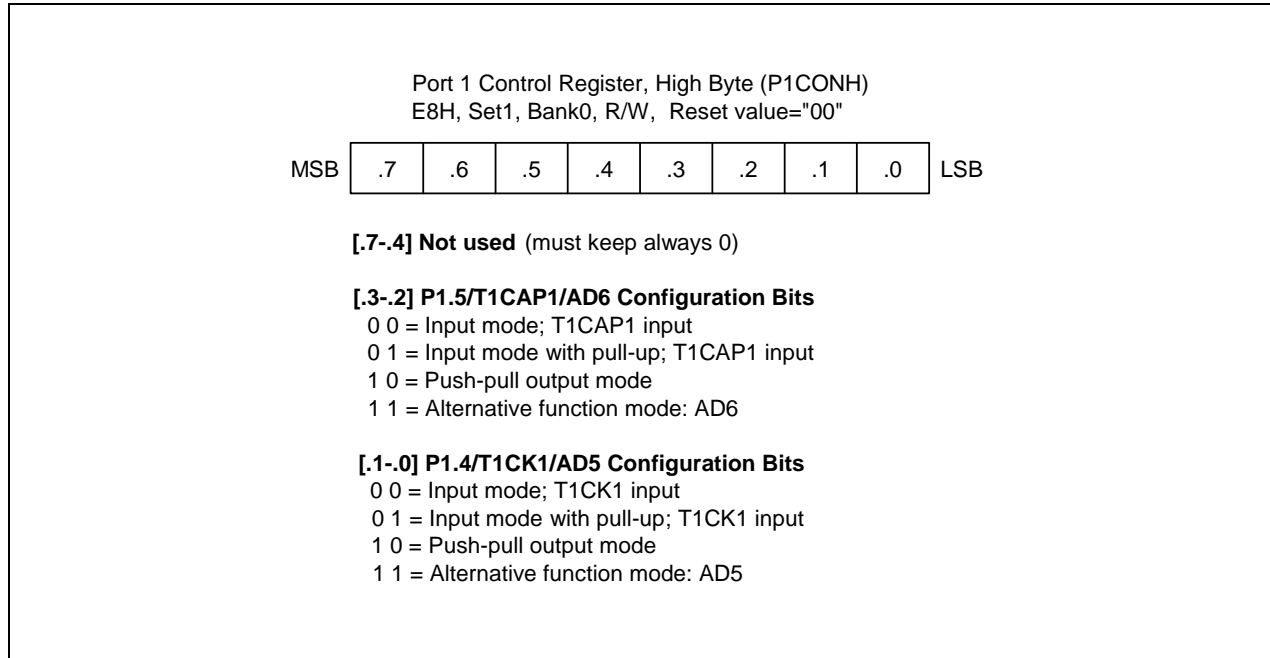 Port 1 Control Register, High Byte (P1CONH)
E8H, Set1, Bank0, R/W, Reset value="00"
MSB .7 .6 .5 .4 .3 .2 .1 .0 LSB
[.7-.4] Not used (must keep always 0)
[.3-.2] P1.5/T1CAP1/AD6 Configuration Bits
0 0 = Input mode; T1CAP1 input
0 1 = Input mode with pull-up; T1CAP1 input
1 0 = Push-pull output mode
1 1 = Alternative function mode: AD6
[.1-.0] P1.4/T1CK1/AD5 Configuration Bits
0 0 = Input mode; T1CK1 input
0 1 = Input mode with pull-up; T1CK1 input
1 0 = Push-pull output mode
1 1 = Alternative function mode: AD5